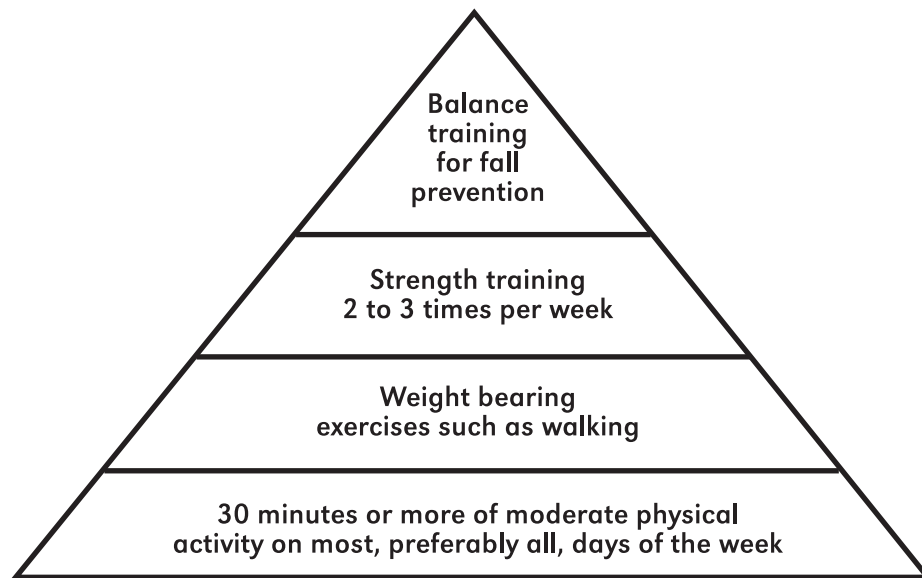 Balance
training
for fall
prevention
Strength training
2 to 3 times per week
Weight bearing
exercises such as walking
30 minutes or more of moderate physical
activity on most, preferably all, days of the week